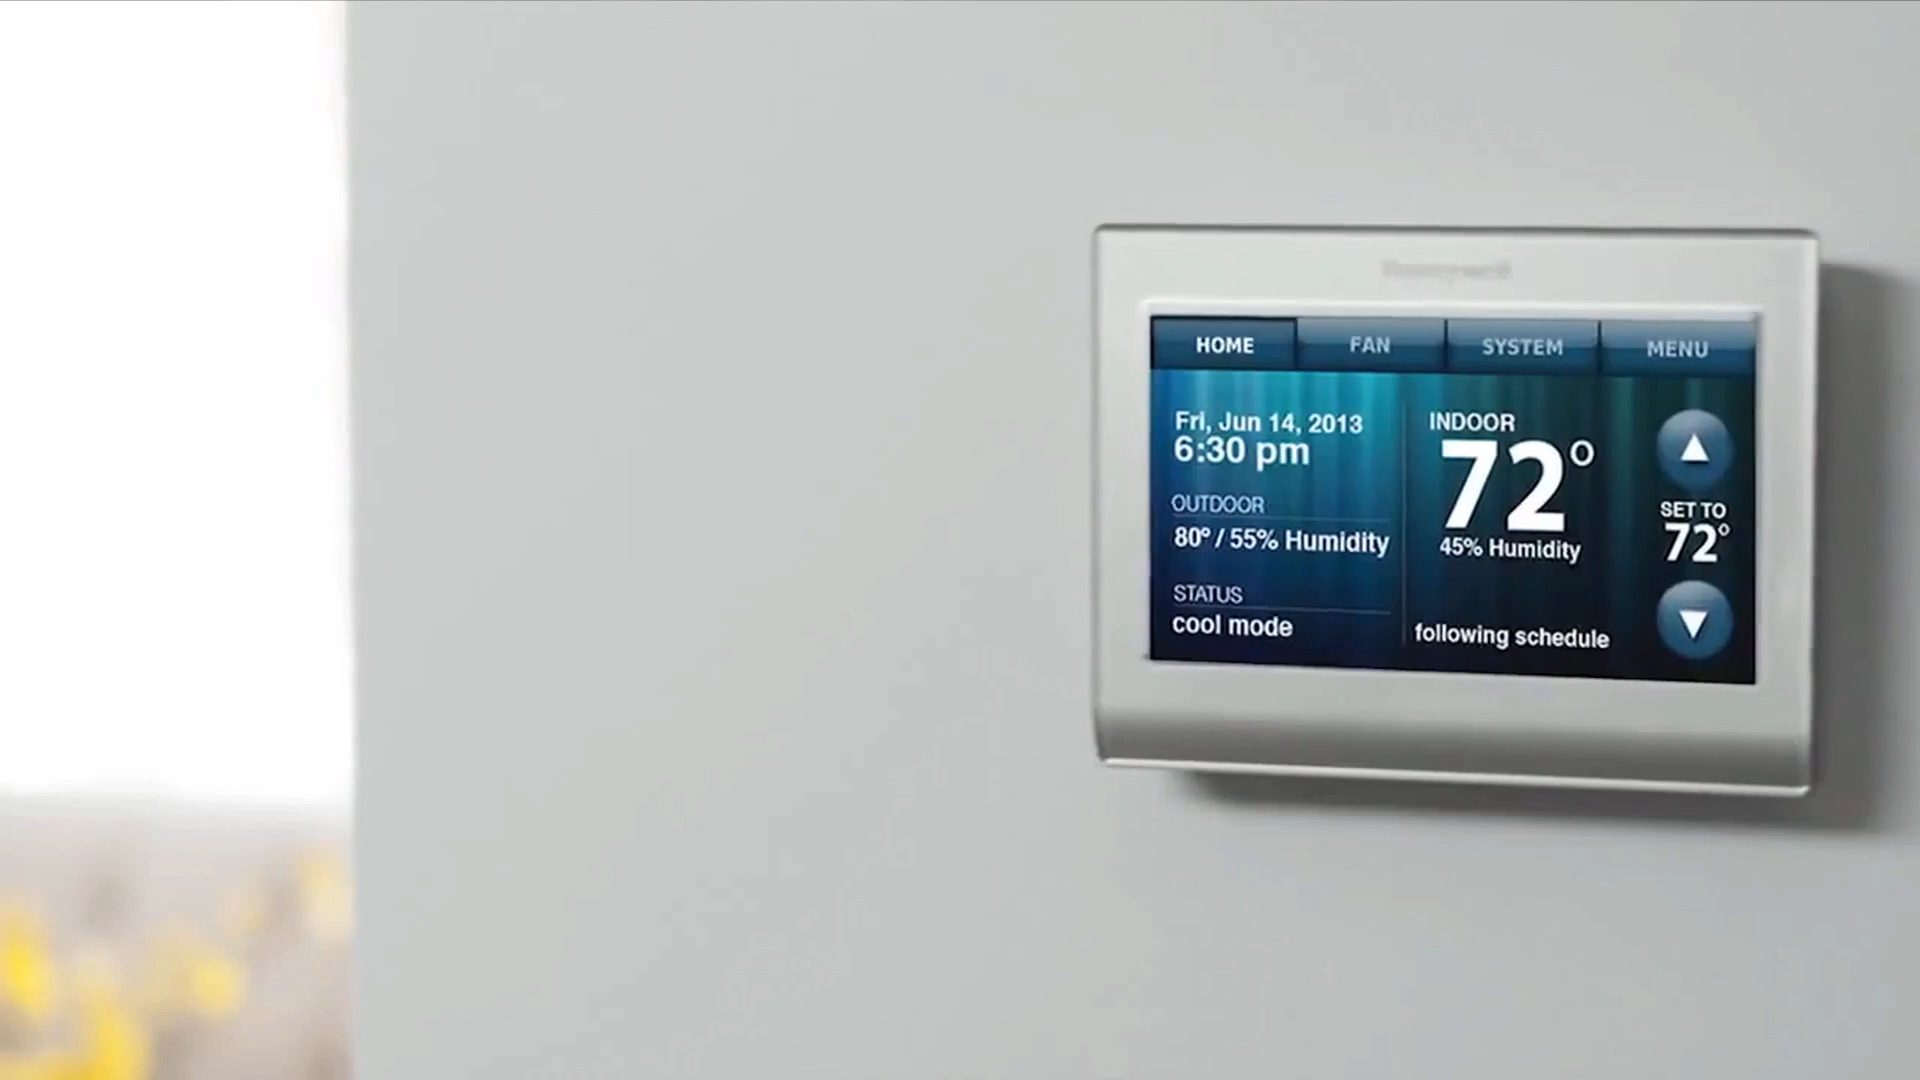 Honeywell
HOME FAN SYSTEM MENU
Fri, Jun 14, 2013
6:30 pm
OUTDOOR
80° / 55% Humidity
STATUS
cool mode
INDOOR
72°
45% Humidity
following schedule
SET TO
72°